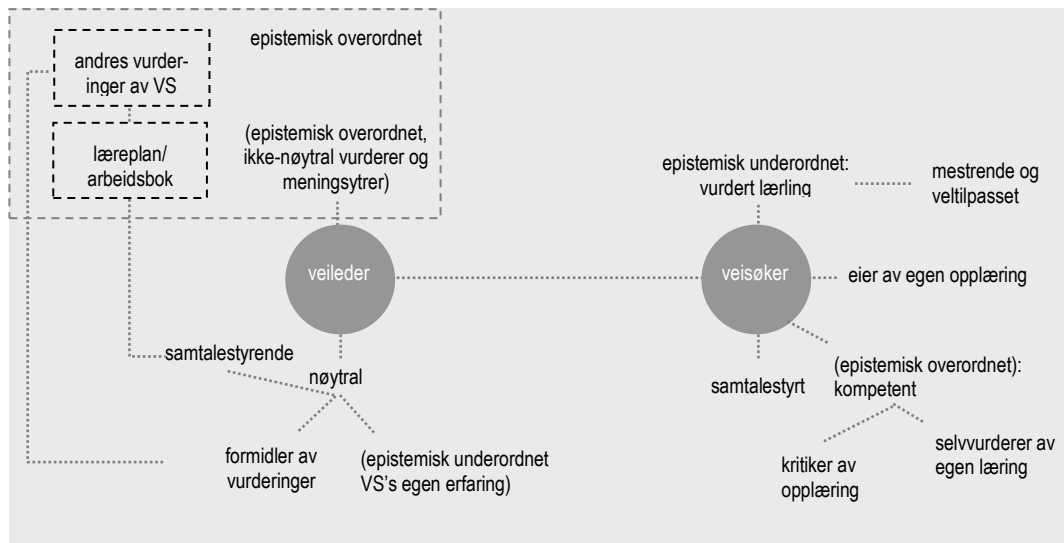 epistemisk overordnet
andres vurder-
inger av VS
læreplan/
arbeidsbok
(epistemisk overordnet,
ikke-nøytral vurderer og
meningsytrer)
epistemisk underordnet:
vurdert lærling
mestrende og
veltilpasset
veileder
veisøker
eier av egen opplæring
samtalestyrende
nøytral
samtalestyrt
(epistemisk overordnet):
kompetent
formidler av
vurderinger
(epistemisk underordnet
VS's egen erfaring)
kritiker av
opplæring
selvvurderer av
egen læring